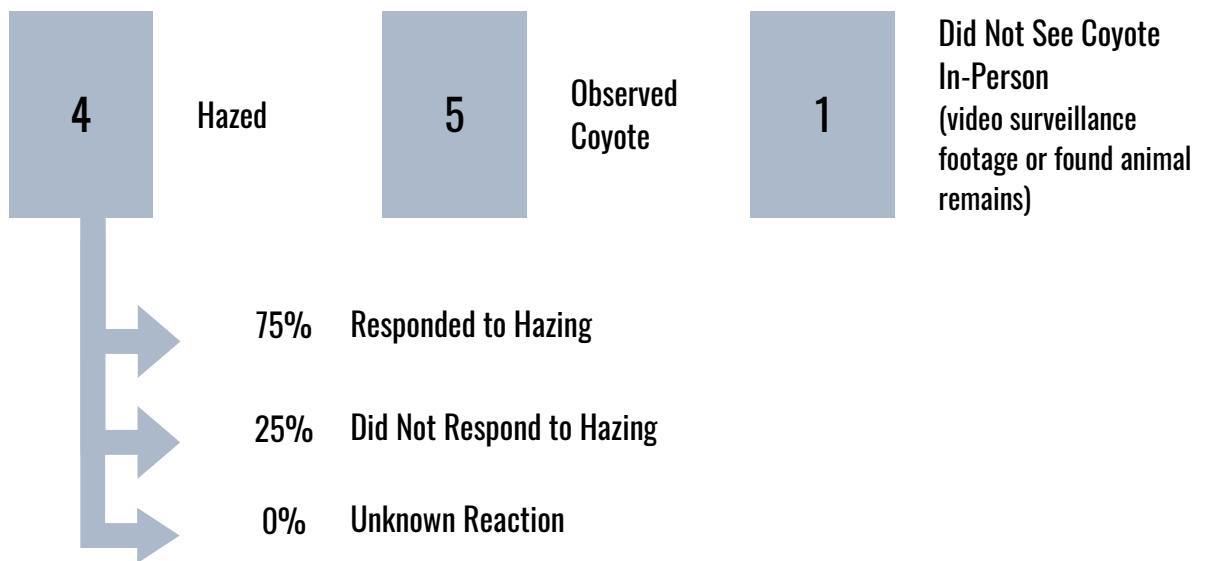 4
Hazed
5
Observed
Coyote
1
Did Not See Coyote
In-Person
(video surveillance
footage or found animal
remains)
75% Responded to Hazing
25% Did Not Respond to Hazing
0% Unknown Reaction